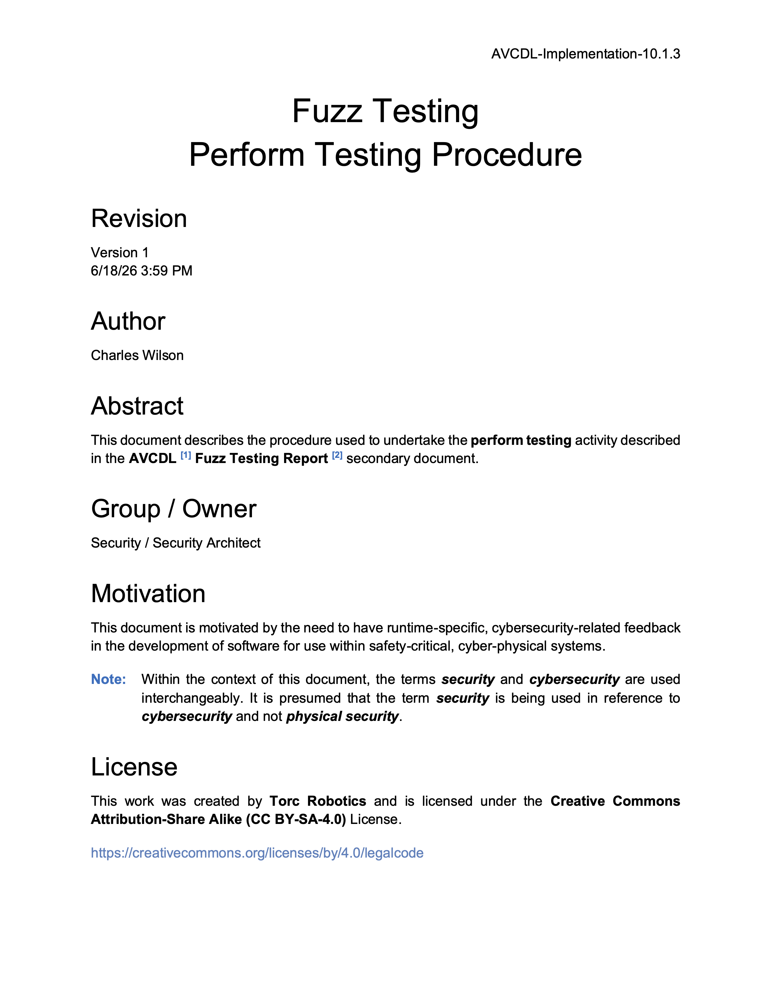 AVCDL-Implementation-10.1.3
Fuzz Testing
Perform Testing Procedure
Revision
Version 1
6/18/26 3:59 PM
Author
Charles Wilson
Abstract
This document describes the procedure used to undertake the perform testing activity described
in the AVCDL [1] Fuzz Testing Report [2] secondary document.
Group / Owner
Security / Security Architect
Motivation
This document is motivated by the need to have runtime-specific, cybersecurity-related feedback
in the development of software for use within safety-critical, cyber-physical systems.
Note: Within the context of this document, the terms security and cybersecurity are used
interchangeably. It is presumed that the term security is being used in reference to
cybersecurity and not physical security.
License
This work was created by Torc Robotics and is licensed under the Creative Commons
Attribution-Share Alike (CC BY-SA-4.0) License.
https://creativecommons.org/licenses/by/4.0/legalcode